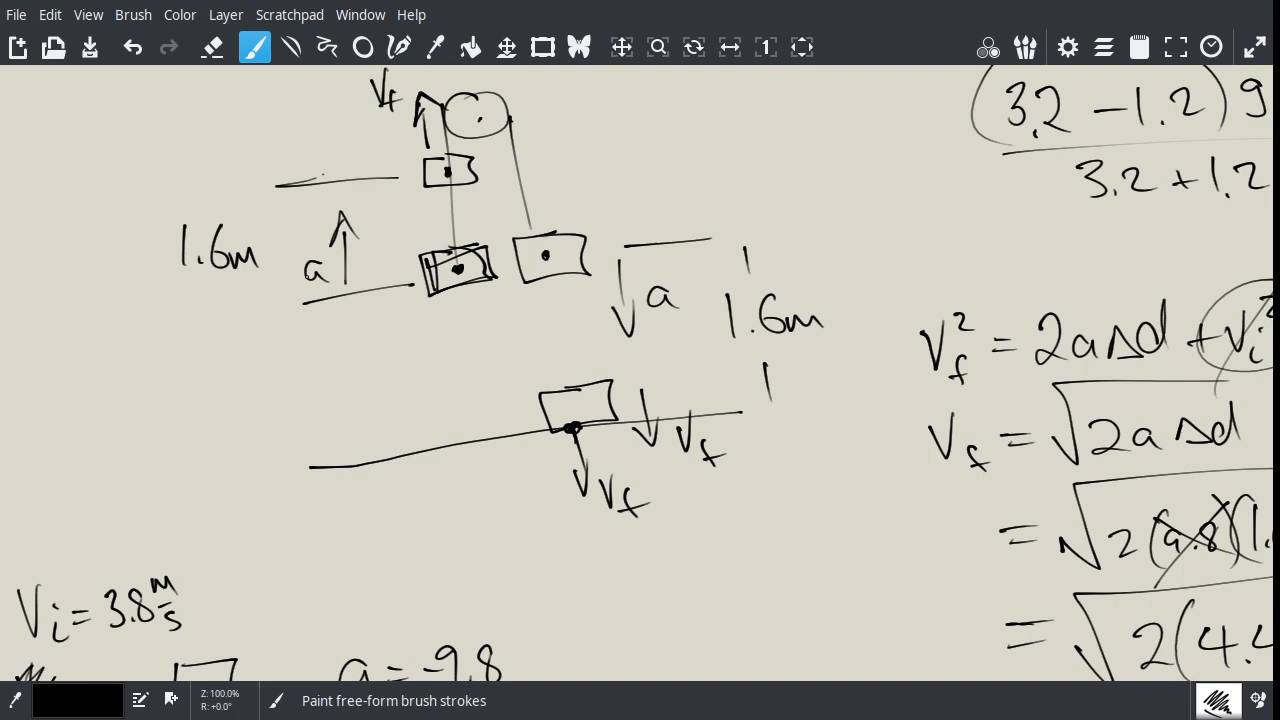 File Edit View Brush Color Layer Scratchpad Window Help
Vf
(3.2 - 1.2) g
3.2 + 1.2
1.6m
a
a
1.6m
Vf² = 2aΔd + Vi²
Vf = √2aΔd
Vf
Vf
= √2(9.8)(1.
= √2(4.4
Vi = 3.8 m/s
a = -9.8
Z: 100.0%
R: +0.0°
Paint free-form brush strokes